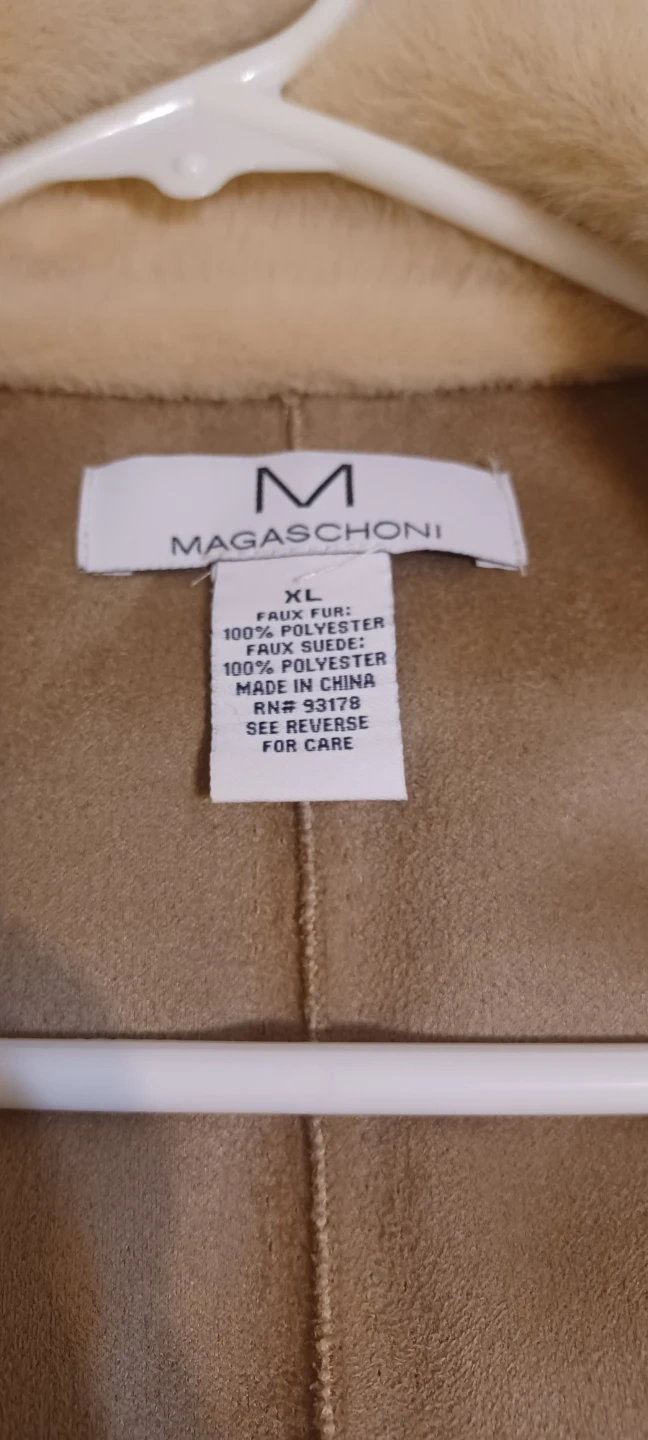 M
MAGASCHONI
XL
FAUX FUR:
100% POLYESTER
FAUX SUEDE:
100% POLYESTER
MADE IN CHINA
RN# 93178
SEE REVERSE
FOR CARE